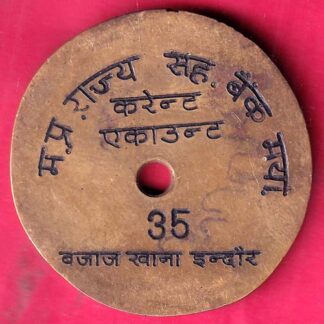 म.प्र. राज्य सह. बैंक मर्या.
करेन्ट
एकाउन्ट
35
बजाज खाना इन्दौर